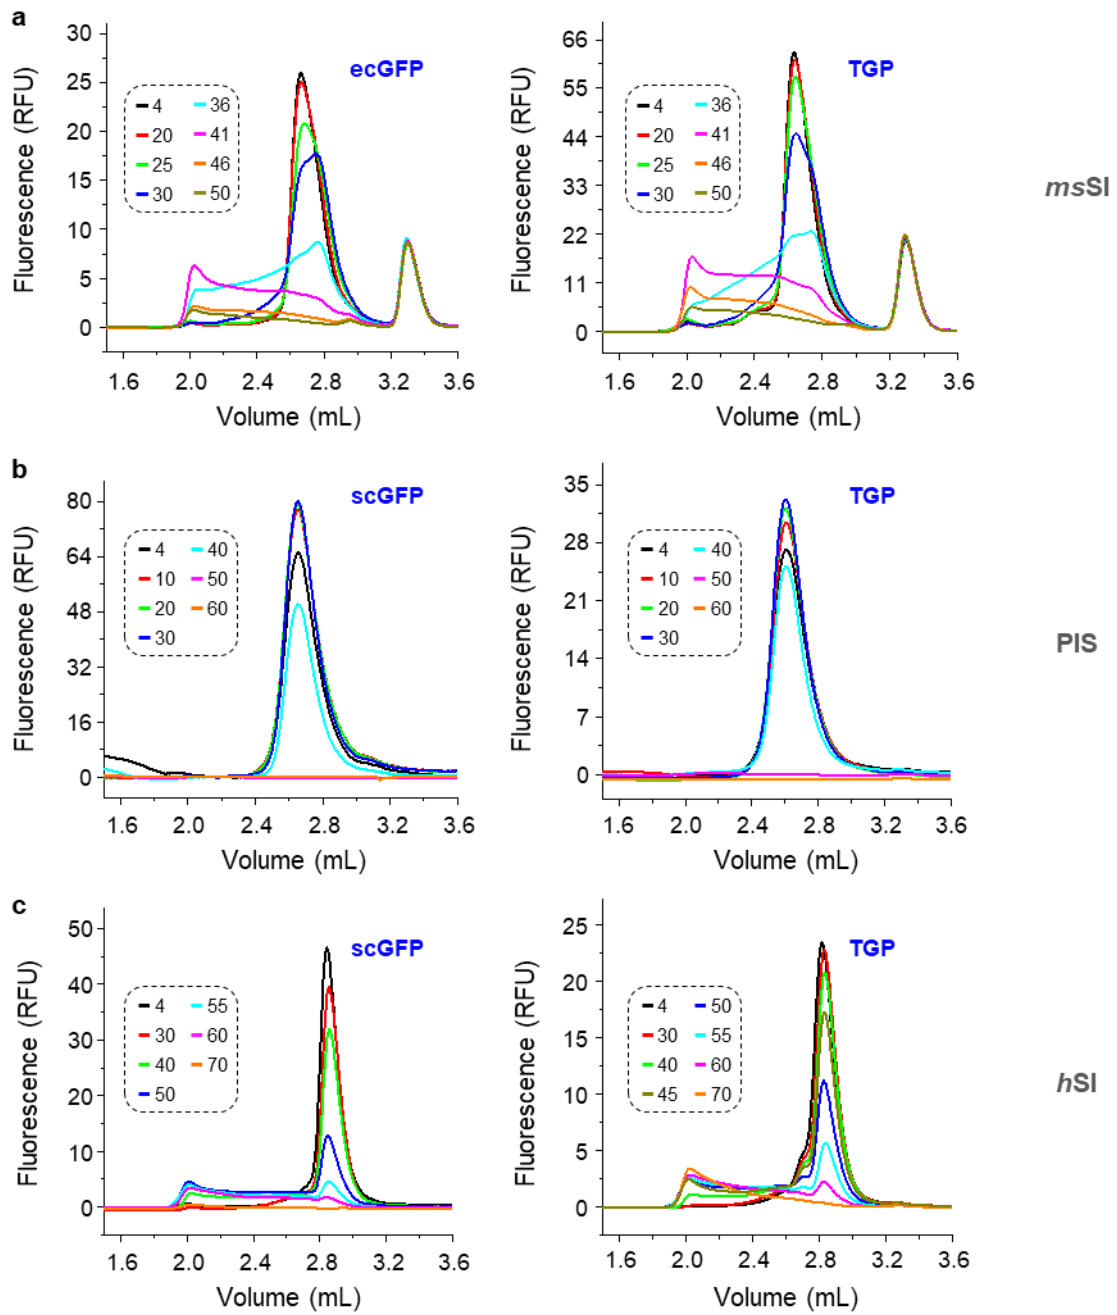 a
ecGFP
TGP
msSI
Fluorescence (RFU)
30
25
20
15
10
5
0
4
20
25
30
36
41
46
50
1.6 2.0 2.4 2.8 3.2 3.6
Volume (mL)
Fluorescence (RFU)
66
55
44
33
22
11
0
4
20
25
30
36
41
46
50
1.6 2.0 2.4 2.8 3.2 3.6
Volume (mL)
b
scGFP
TGP
PIS
Fluorescence (RFU)
80
64
48
32
16
0
4
10
20
30
40
50
60
1.6 2.0 2.4 2.8 3.2 3.6
Volume (mL)
Fluorescence (RFU)
35
28
21
14
7
0
4
10
20
30
40
50
60
1.6 2.0 2.4 2.8 3.2 3.6
Volume (mL)
c
scGFP
TGP
hSI
Fluorescence (RFU)
50
40
30
20
10
0
4
30
40
50
55
60
70
1.6 2.0 2.4 2.8 3.2 3.6
Volume (mL)
Fluorescence (RFU)
25
20
15
10
5
0
4
30
40
45
50
55
60
70
1.6 2.0 2.4 2.8 3.2 3.6
Volume (mL)